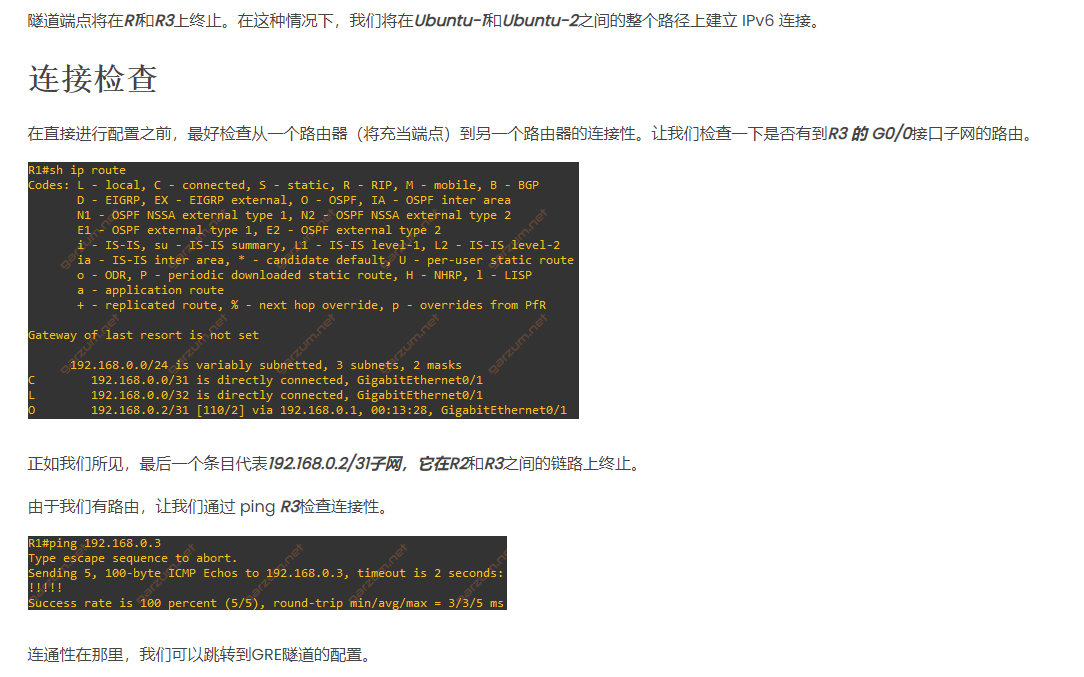 隧道端点将在R1和R3上终止。在这种情况下，我们将在Ubuntu-1和Ubuntu-2之间的整个路径上建立 IPv6 连接。
连接检查
在直接进行配置之前，最好检查从一个路由器（将充当端点）到另一个路由器的连接性。让我们检查一下是否有到R3 的 G0/0接口子网的路由。
R1#sh ip route
Codes: L - local, C - connected, S - static, R - RIP, M - mobile, B - BGP
D - EIGRP, EX - EIGRP external, O - OSPF, IA - OSPF inter area
N1 - OSPF NSSA external type 1, N2 - OSPF NSSA external type 2
E1 - OSPF external type 1, E2 - OSPF external type 2
i - IS-IS, su - IS-IS summary, L1 - IS-IS level-1, L2 - IS-IS level-2
ia - IS-IS inter area, * - candidate default, U - per-user static route
o - ODR, P - periodic downloaded static route, H - NHRP, l - LISP
a - application route
+ - replicated route, % - next hop override, p - overrides from PfR
Gateway of last resort is not set
192.168.0.0/24 is variably subnetted, 3 subnets, 2 masks
C 192.168.0.0/31 is directly connected, GigabitEthernet0/1
L 192.168.0.0/32 is directly connected, GigabitEthernet0/1
O 192.168.0.2/31 [110/2] via 192.168.0.1, 00:13:28, GigabitEthernet0/1
正如我们所见，最后一个条目代表192.168.0.2/31子网，它在R2和R3之间的链路上终止。
由于我们有路由，让我们通过 ping R3检查连接性。
R1#ping 192.168.0.3
Type escape sequence to abort.
Sending 5, 100-byte ICMP Echos to 192.168.0.3, timeout is 2 seconds:
!!!!!
Success rate is 100 percent (5/5), round-trip min/avg/max = 3/3/5 ms
连通性在那里，我们可以跳转到GRE隧道的配置。